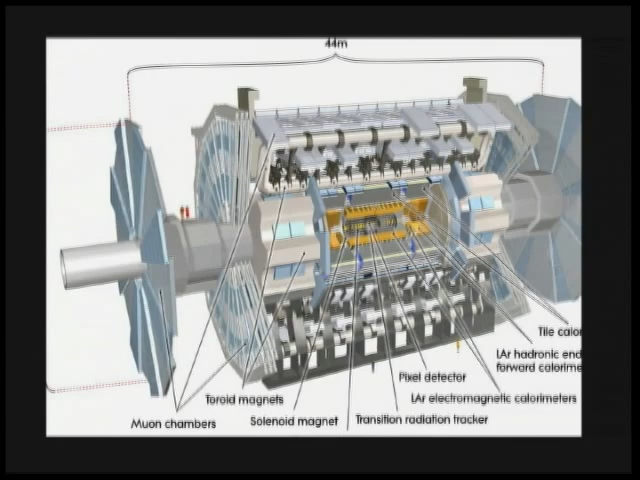 44m
Tile calor
LAr hadronic end
forward calorime
Pixel detector
LAr electromagnetic calorimeters
Toroid magnets
Muon chambers
Solenoid magnet
Transition radiation tracker